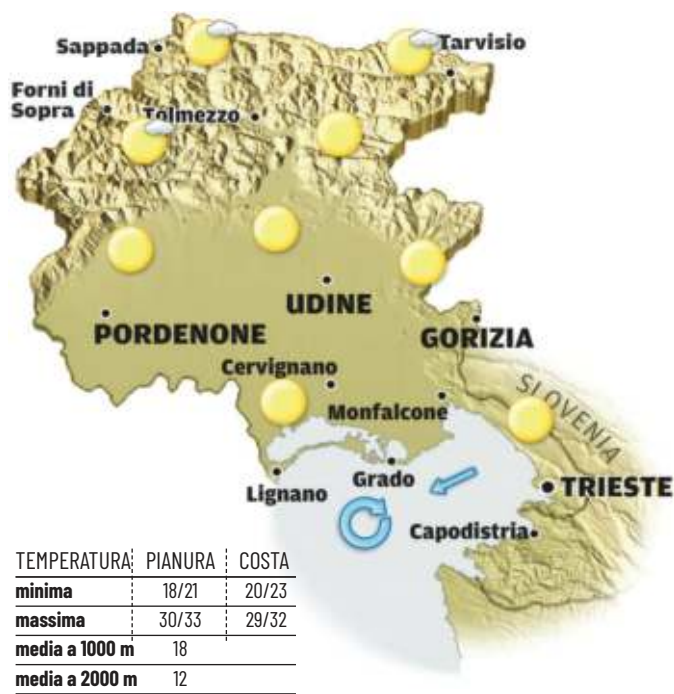 Sappada
Tarvisio
Forni di
Sopra
Tolmezzo
UDINE
PORDENONE
GORIZIA
Cervignano
SLOVENIA
Monfalcone
Grado
Lignano
TRIESTE
Capodistria
TEMPERATURA PIANURA COSTA
minima 18/21 20/23
massima 30/33 29/32
media a 1000 m 18
media a 2000 m 12